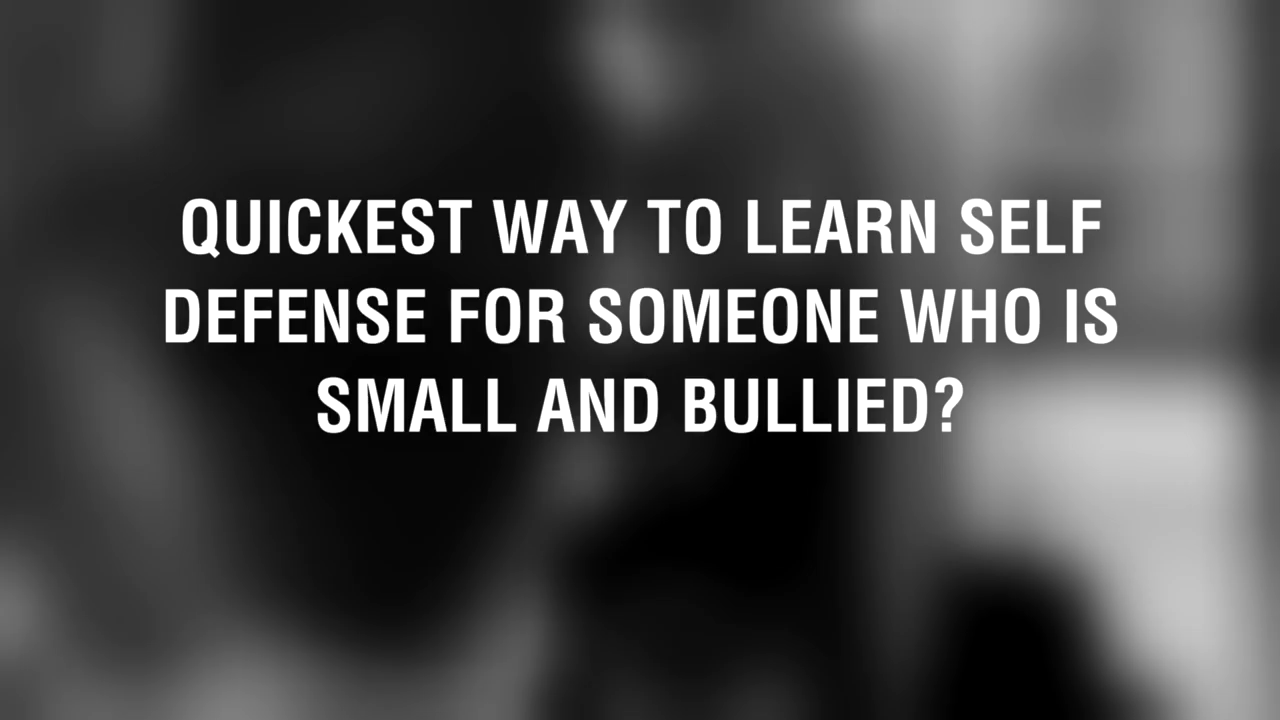 QUICKEST WAY TO LEARN SELF
DEFENSE FOR SOMEONE WHO IS
SMALL AND BULLIED?